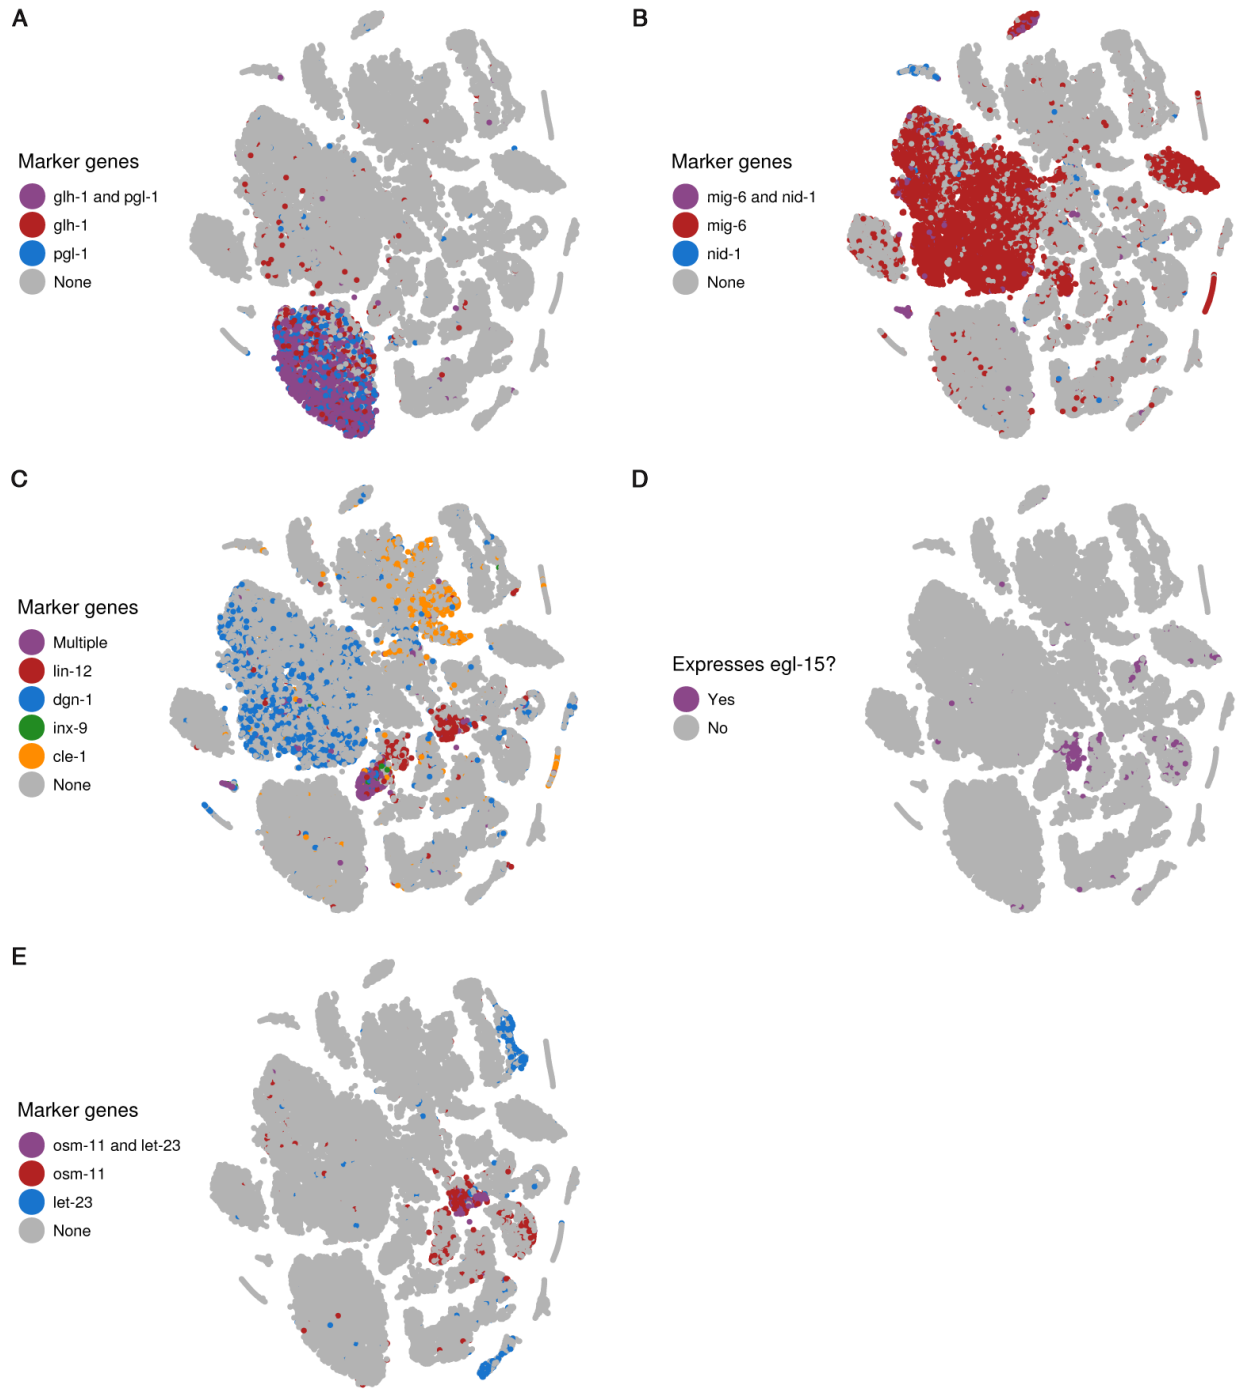 A
Marker genes
glh-1 and pgl-1
glh-1
pgl-1
None
B
Marker genes
mig-6 and nid-1
mig-6
nid-1
None
C
Marker genes
Multiple
lin-12
dgn-1
inx-9
cle-1
None
D
Expresses egl-15?
Yes
No
E
Marker genes
osm-11 and let-23
osm-11
let-23
None